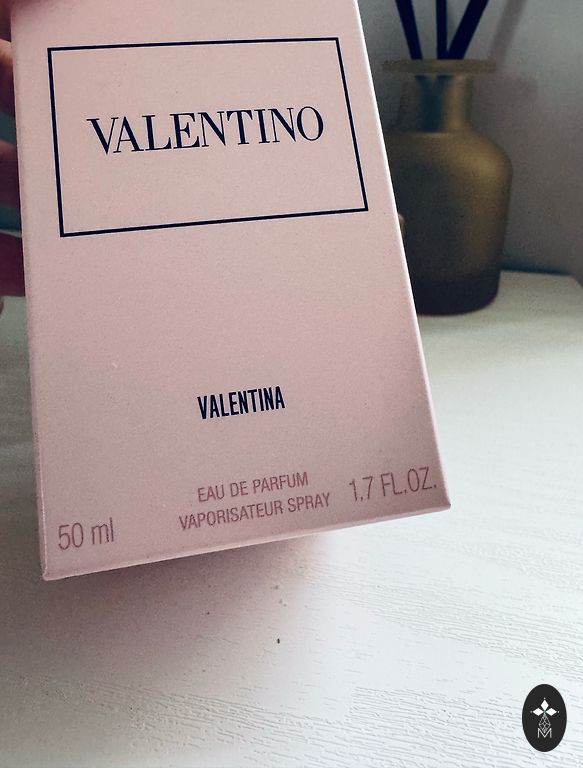 VALENTINO
VALENTINA
EAU DE PARFUM
VAPORISATEUR SPRAY
50 ml
1.7 FL.OZ.
M